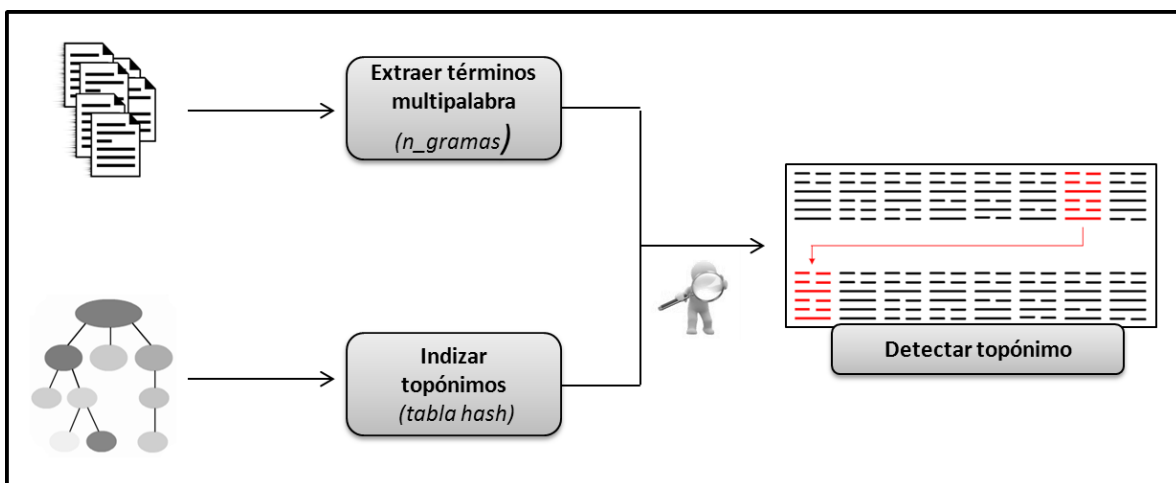 Extraer términos
multipalabra
(n_gramas)
Indizar
topónimos
(tabla hash)
Detectar topónimo